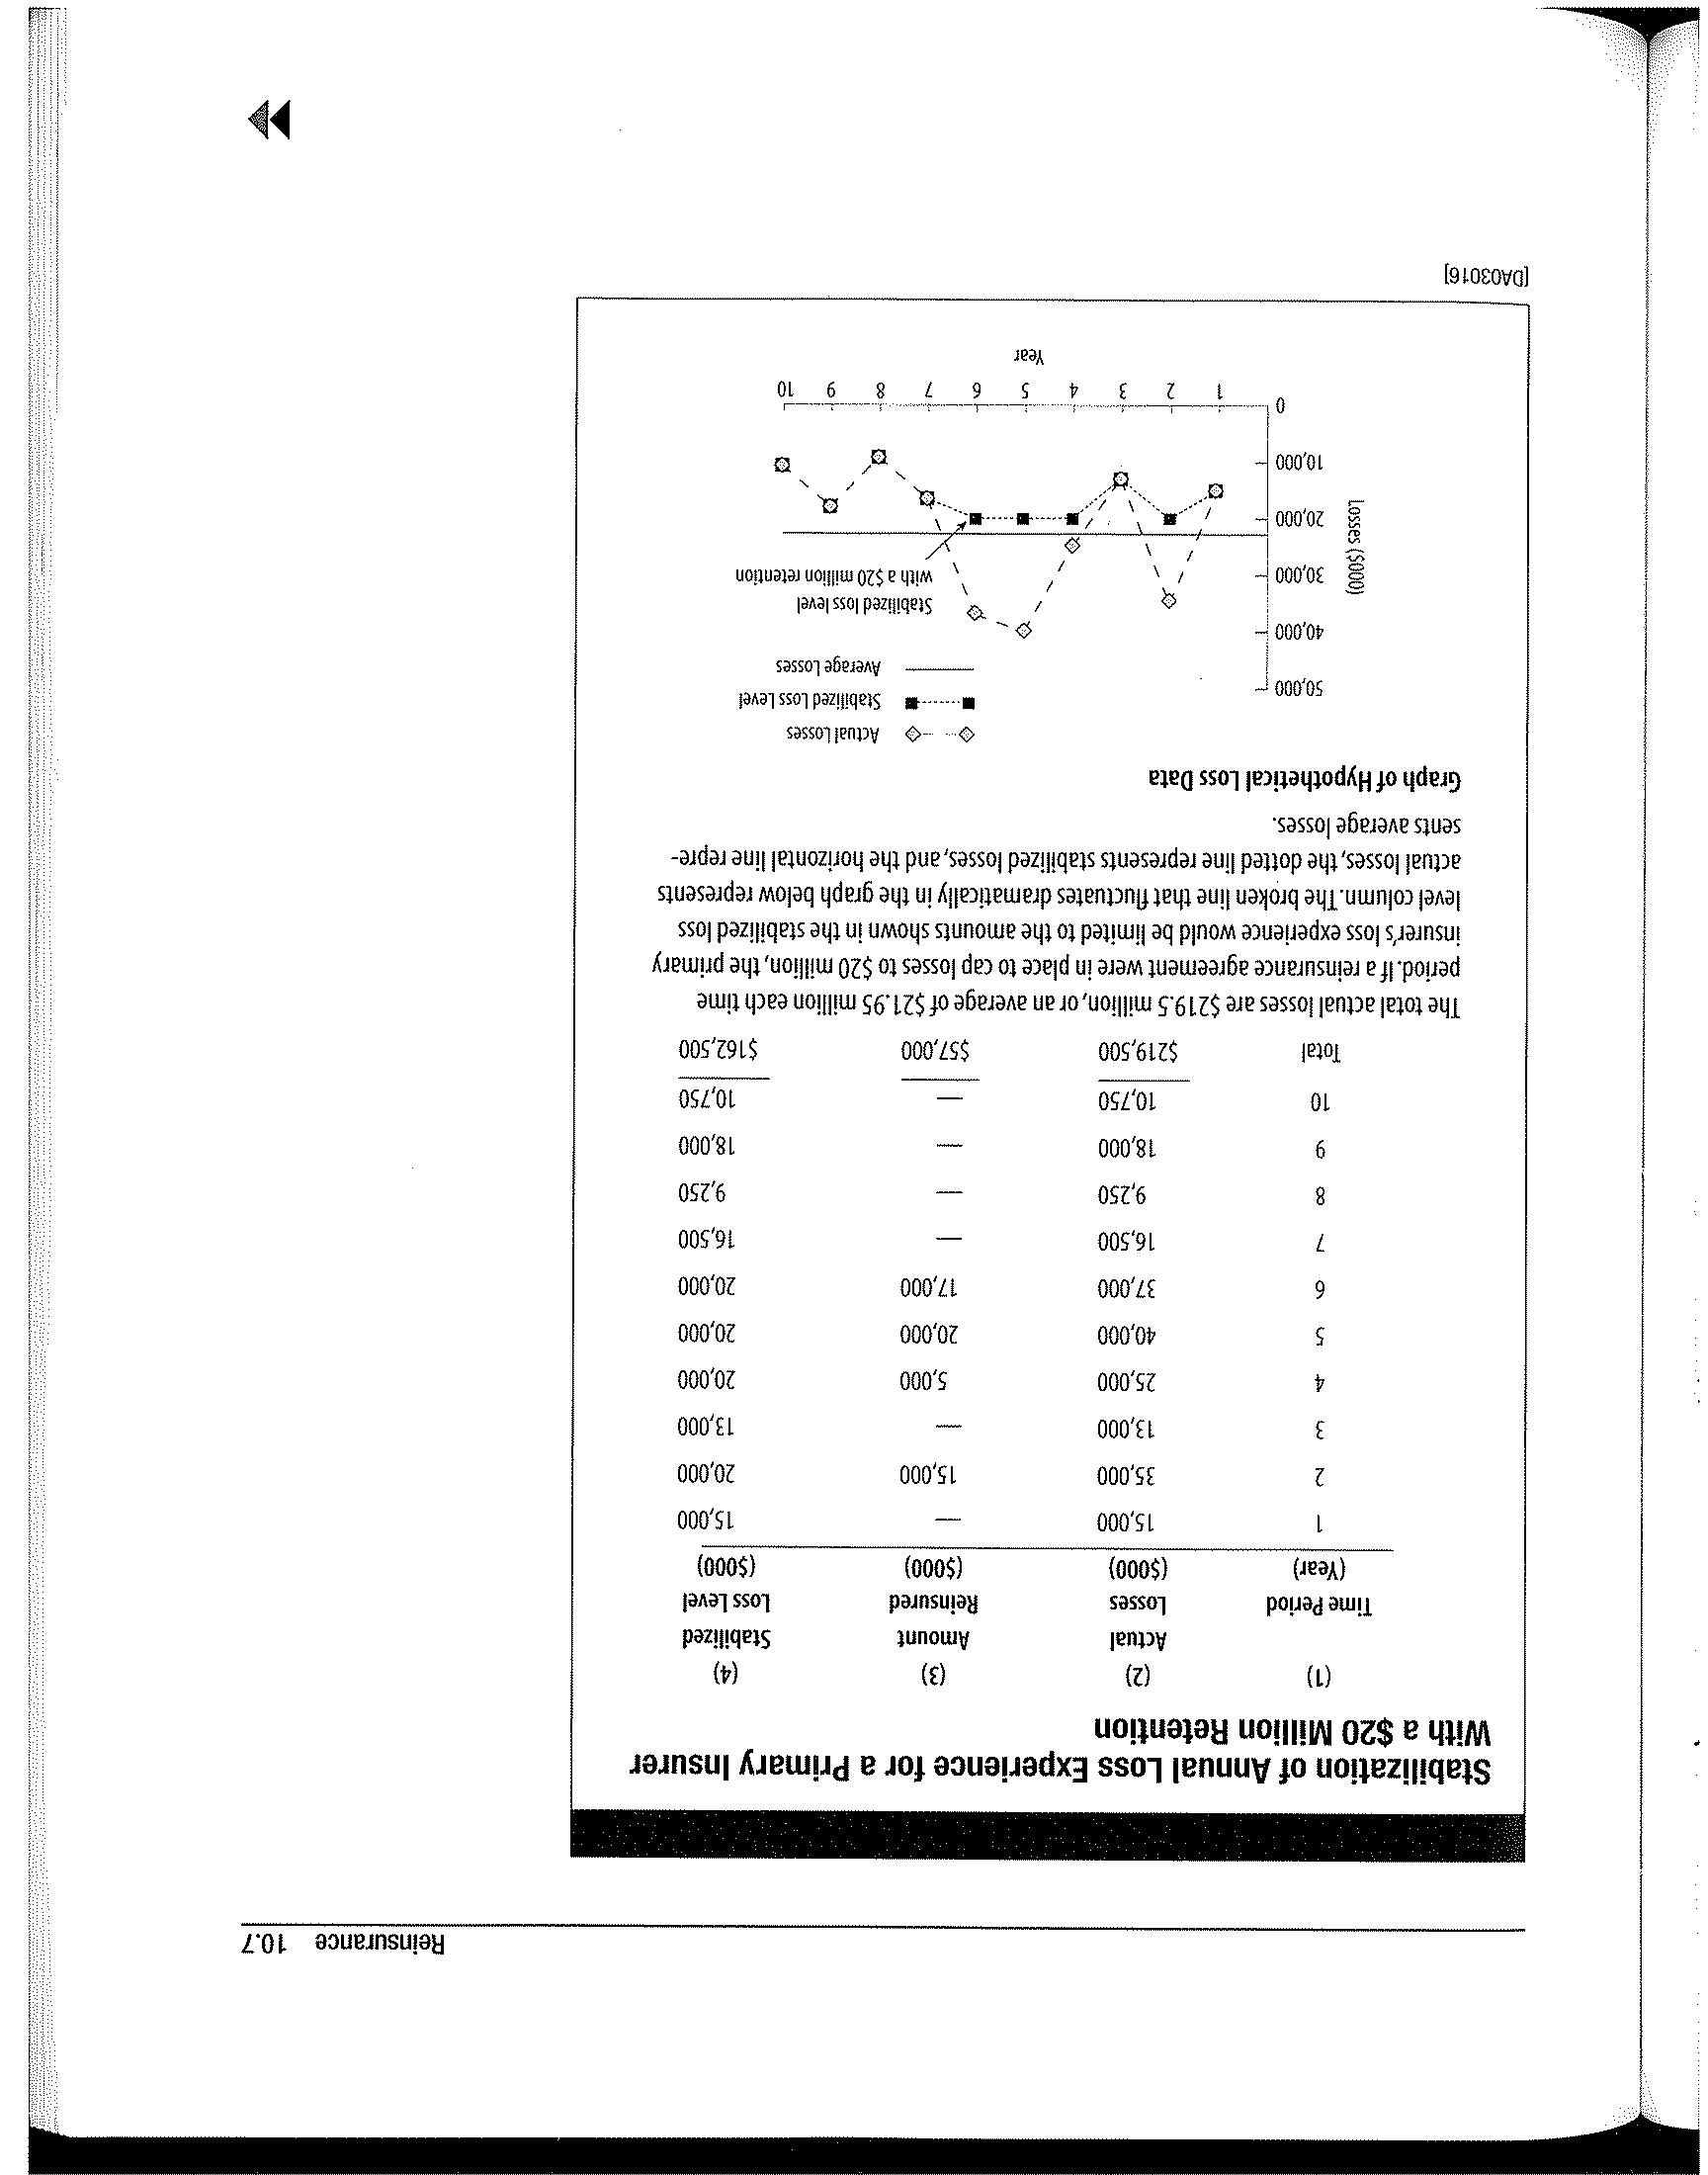 Reinsurance 10.7
Stabilization of Annual Loss Experience for a Primary Insurer
With a $20 Million Retention
(1) (2) (3) (4)
Actual Amount Stabilized
Time Period Losses Reinsured Loss Level
(Year) ($000) ($000) ($000)
1 15,000 — 15,000
2 35,000 15,000 20,000
3 13,000 — 13,000
4 25,000 5,000 20,000
5 40,000 20,000 20,000
6 37,000 17,000 20,000
7 16,500 — 16,500
8 9,250 — 9,250
9 18,000 — 18,000
10 10,750 — 10,750
Total $219,500 $57,000 $162,500
The total actual losses are $219.5 million, or an average of $21.95 million each time
period. If a reinsurance agreement were in place to cap losses to $20 million, the primary
insurer's loss experience would be limited to the amounts shown in the stabilized loss
level column. The broken line that fluctuates dramatically in the graph below represents
actual losses, the dotted line represents stabilized losses, and the horizontal line repre-
sents average losses.
Graph of Hypothetical Loss Data
Actual Losses
Stabilized Loss Level
Average Losses
50,000
40,000
30,000
20,000
10,000
0
Losses ($000)
Stabilized loss level
with a $20 million retention
1 2 3 4 5 6 7 8 9 10
Year
[DA03016]